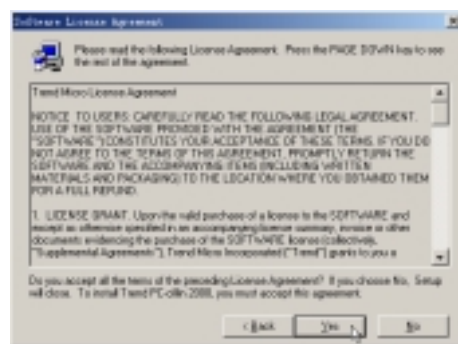 Software License Agreement
Please read the following License Agreement. Press the PAGE DOWN key to see
the rest of the agreement.
Trend Micro License Agreement
NOTICE TO USERS: CAREFULLY READ THE FOLLOWING LEGAL AGREEMENT.
USE OF THE SOFTWARE PROVIDED WITH THE AGREEMENT (THE
"SOFTWARE") CONSTITUTES YOUR ACCEPTANCE OF THESE TERMS. IF YOU DO
NOT AGREE TO THE TERMS OF THIS AGREEMENT, PROMPTLY RETURN THE
SOFTWARE AND THE ACCOMPANYING ITEMS (INCLUDING WRITTEN
MATERIALS AND PACKAGING) TO THE LOCATION WHERE YOU OBTAINED THEM
FOR A FULL REFUND.
1. LICENSE GRANT. Upon the valid purchase of a license to the SOFTWARE and
except as otherwise specified in an accompanying license summary, invoice or other
documents evidencing the purchase of the SOFTWARE license (collectively,
"Supplemental Agreements"), Trend Micro Incorporated ("Trend") grants to you a
Do you accept all the terms of the preceding License Agreement? If you choose No, Setup
will close. To install Trend PC-cillin 2000, you must accept this agreement.
< Back
Yes
No